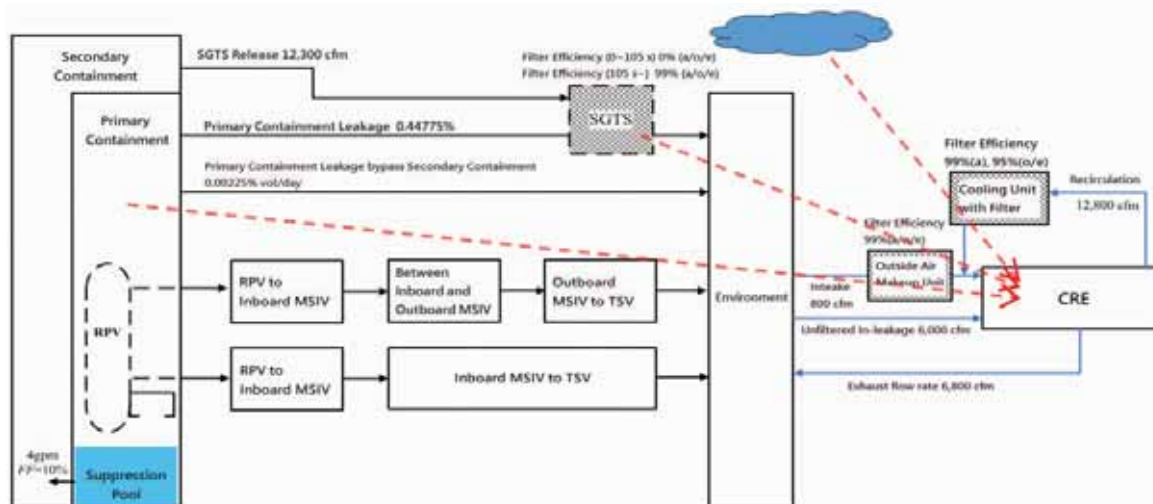 Secondary
Containment
SGTS Release 12,300 cfm
Filter Efficiency (0~105 s) 0% (a/o/e)
Filter Efficiency (105 s~) 99% (a/o/e)
SGTS
Primary
Containment
Primary Containment Leakage 0.44775%
Primary Containment Leakage bypass Secondary Containment
0.00225% vol/day
Filter Efficiency
99%(a), 95%(o/e)
Cooling Unit
with Filter
Recirculation
12,800 cfm
Filter Efficiency
99%(a/o/e)
Outside Air
Makeup Unit
Inteake
800 cfm
CRE
Environment
Unfiltered In-leakage 6,000 cfm
Exhaust flow rate 6,800 cfm
RPV
RPV to
Inboard MSIV
Between
Inboard and
Outboard MSIV
Outboard
MSIV to TSV
RPV to
Inboard MSIV
Inboard MSIV to TSV
4gpm
FF=10%
Suppression
Pool